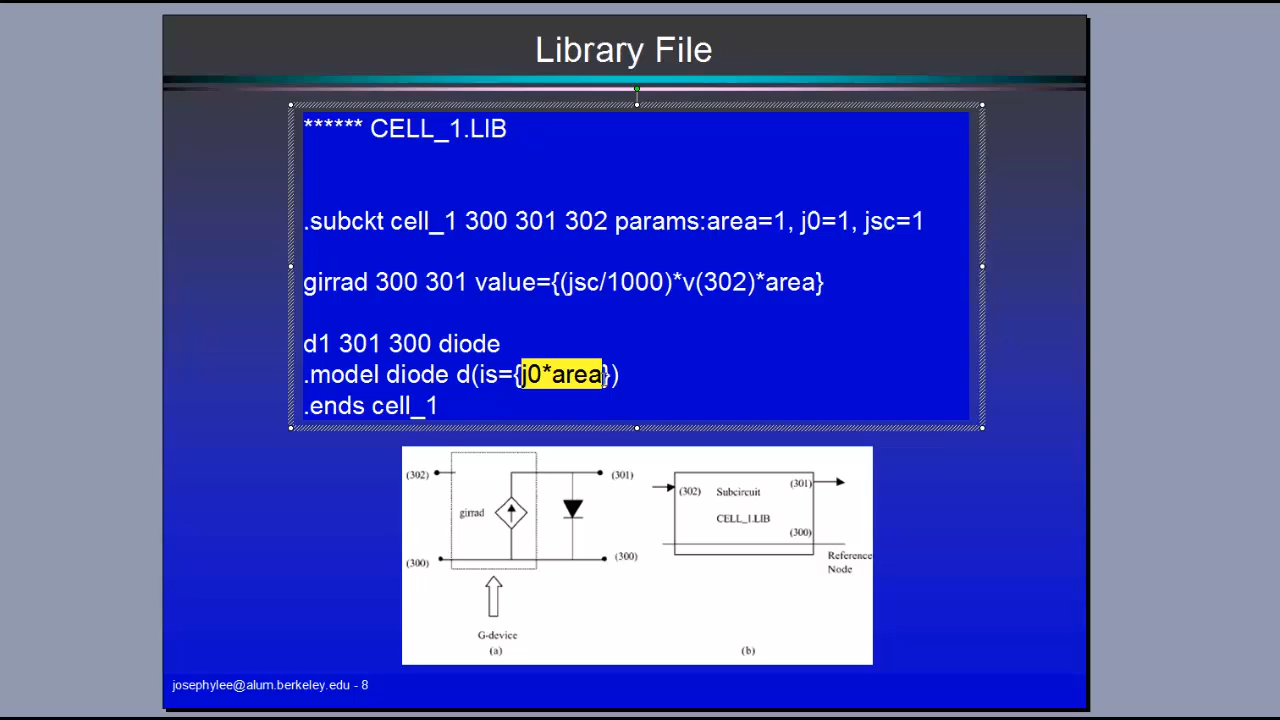 Library File
****** CELL_1.LIB
.subckt cell_1 300 301 302 params:area=1, j0=1, jsc=1
girrad 300 301 value={(jsc/1000)*v(302)*area}
d1 301 300 diode
.model diode d(is={j0*area})
.ends cell_1
(302)
(301)
girrad
(300)
(300)
G-device
(a)
(302) Subcircuit (301)
CELL_1.LIB
(300)
Reference
Node
(b)
josephylee@alum.berkeley.edu - 8